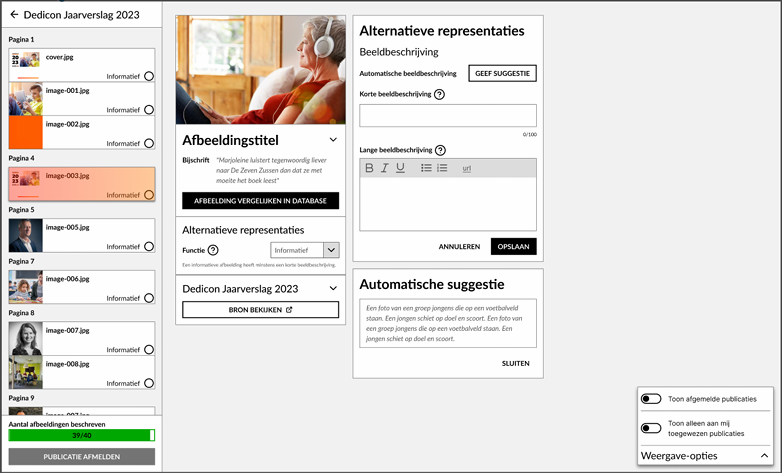 Dedicon Jaarverslag 2023
Pagina 1
2023
cover.jpg
Informatief
image-001.jpg
Informatief
image-002.jpg
Informatief
Pagina 4
2023
image-003.jpg
Informatief
Pagina 5
image-005.jpg
Informatief
Pagina 7
image-006.jpg
Informatief
Pagina 8
image-007.jpg
Informatief
image-008.jpg
Informatief
Pagina 9
Aantal afbeeldingen beschreven
39/40
PUBLICATIE AFMELDEN
Afbeeldingstitel
Bijschrift
"Marjoleine luistert tegenwoordig liever
naar De Zeven Zussen dan dat ze met
moeite het boek leest"
AFBEELDING VERGELIJKEN IN DATABASE
Alternatieve representaties
Functie ?
Informatief
Een informatieve afbeelding heeft minstens een korte beeldbeschrijving.
Dedicon Jaarverslag 2023
BRON BEKIJKEN
Alternatieve representaties
Beeldbeschrijving
Automatische beeldbeschrijving
GEEF SUGGESTIE
Korte beeldbeschrijving ?
0/100
Lange beeldbeschrijving ?
B I U url
ANNULEREN
OPSLAAN
Automatische suggestie
Een foto van een groep jongens die op een voetbalveld
staan. Een jongen schiet op doel en scoort. Een foto van
een groep jongens die op een voetbalveld staan. Een
jongen schiet op doel en scoort.
SLUITEN
Toon afgemelde publicaties
Toon alleen aan mij
toegewezen publicaties
Weergave-opties